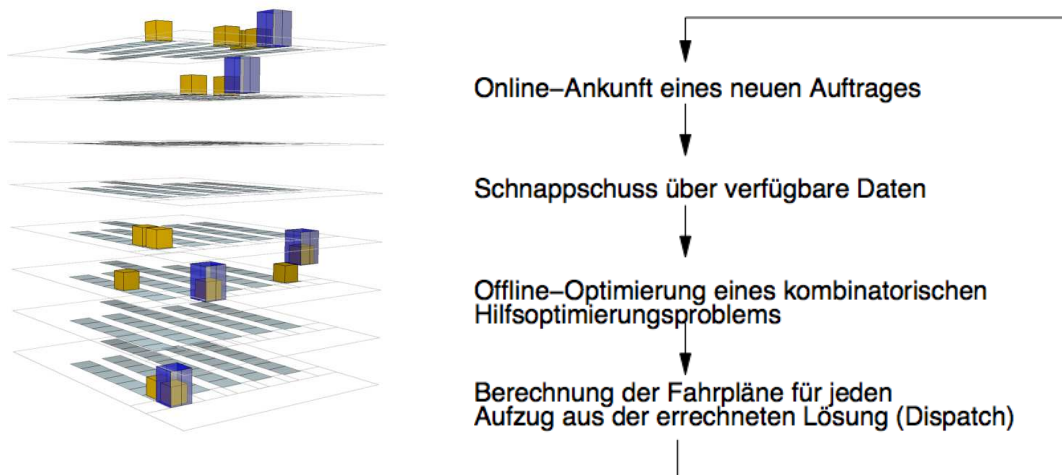 Online–Ankunft eines neuen Auftrages
Schnappschuss über verfügbare Daten
Offline–Optimierung eines kombinatorischen
Hilfsoptimierungsproblems
Berechnung der Fahrpläne für jeden
Aufzug aus der errechneten Lösung (Dispatch)